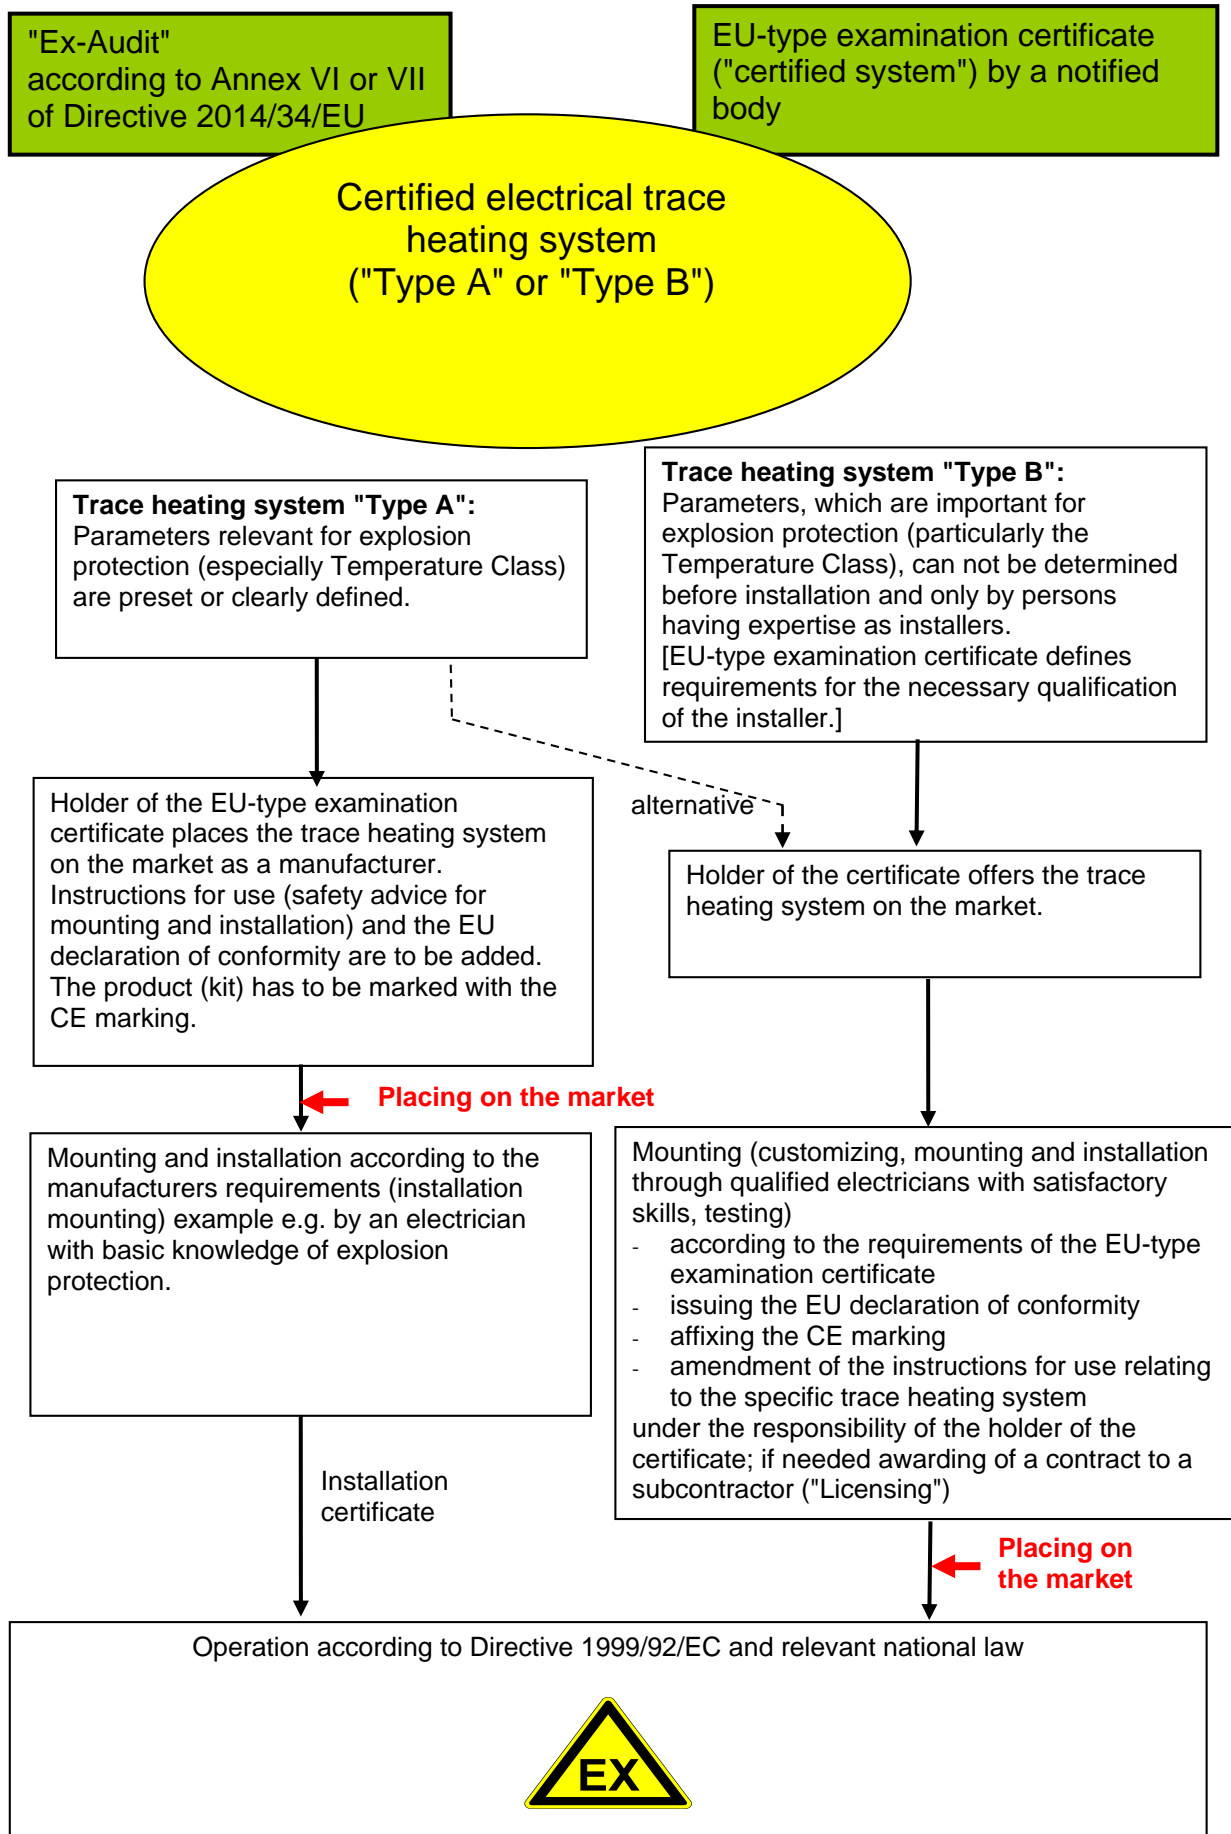 "Ex-Audit"
according to Annex VI or VII
of Directive 2014/34/EU
EU-type examination certificate
("certified system") by a notified
body
Certified electrical trace
heating system
("Type A" or "Type B")
Trace heating system "Type A":
Parameters relevant for explosion
protection (especially Temperature Class)
are preset or clearly defined.
Trace heating system "Type B":
Parameters, which are important for
explosion protection (particularly the
Temperature Class), can not be determined
before installation and only by persons
having expertise as installers.
[EU-type examination certificate defines
requirements for the necessary qualification
of the installer.]
Holder of the EU-type examination
certificate places the trace heating system
on the market as a manufacturer.
Instructions for use (safety advice for
mounting and installation) and the EU
declaration of conformity are to be added.
The product (kit) has to be marked with the
CE marking.
alternative
Holder of the certificate offers the trace
heating system on the market.
Placing on the market
Mounting and installation according to the
manufacturers requirements (installation
mounting) example e.g. by an electrician
with basic knowledge of explosion
protection.
Mounting (customizing, mounting and installation
through qualified electricians with satisfactory
skills, testing)
- according to the requirements of the EU-type
examination certificate
- issuing the EU declaration of conformity
- affixing the CE marking
- amendment of the instructions for use relating
to the specific trace heating system
under the responsibility of the holder of the
certificate; if needed awarding of a contract to a
subcontractor ("Licensing")
Installation
certificate
Placing on
the market
Operation according to Directive 1999/92/EC and relevant national law
EX